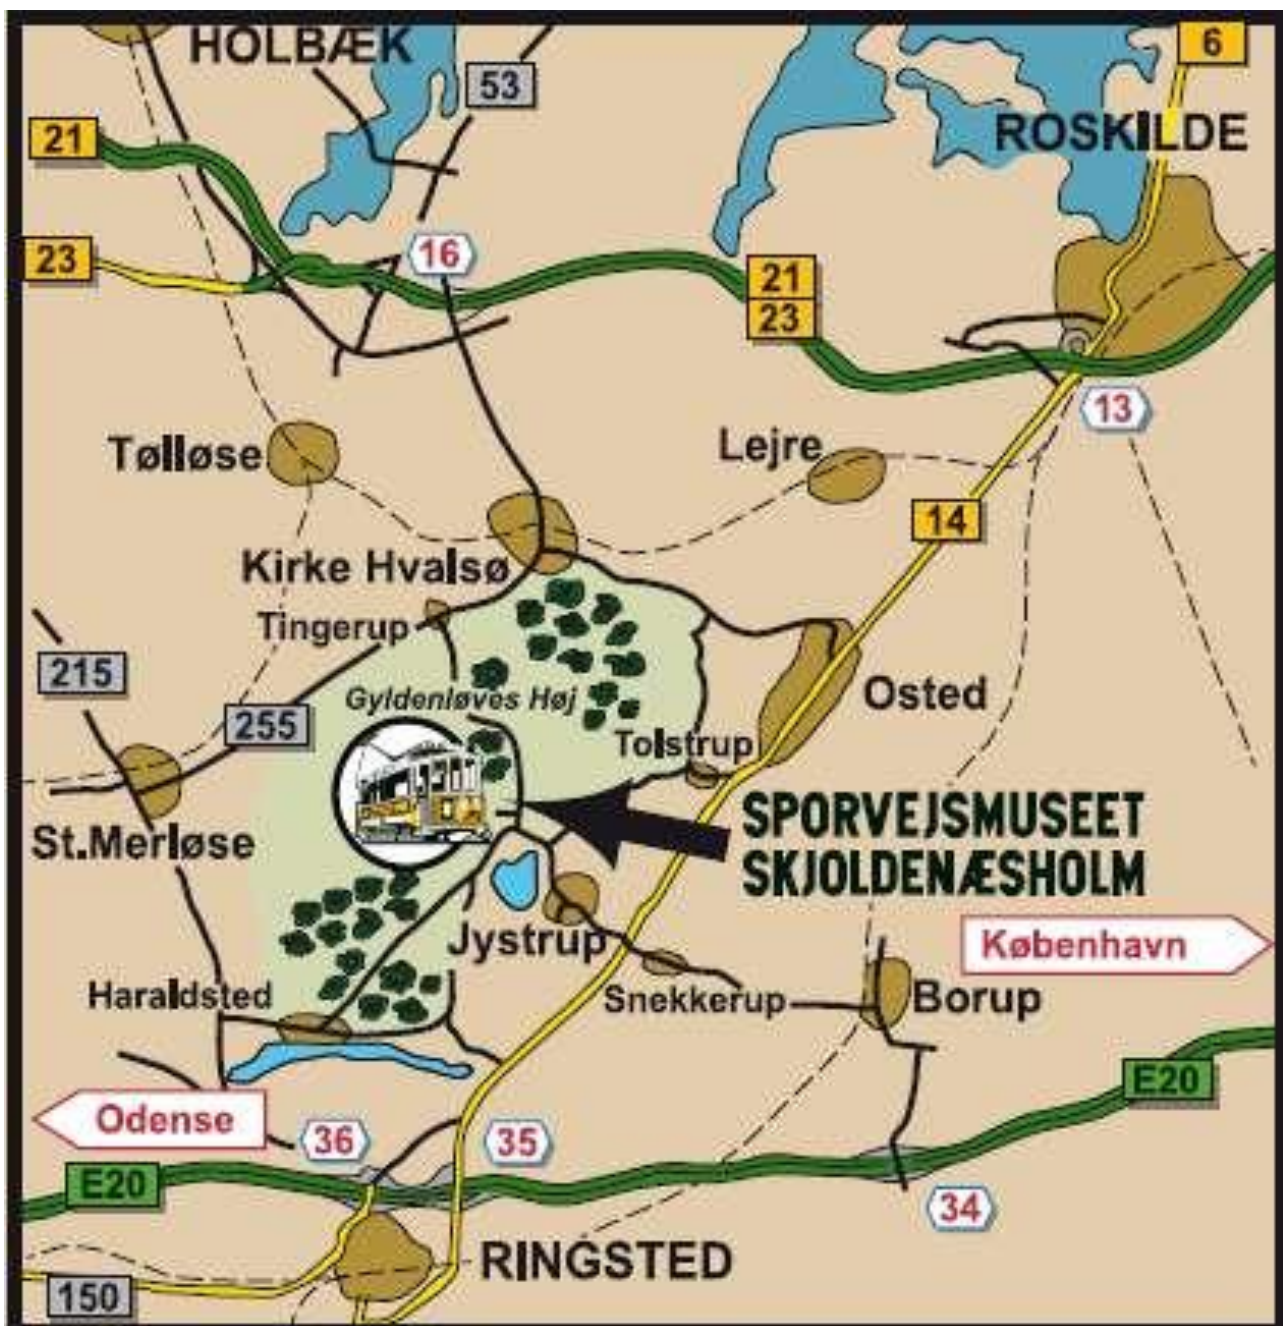 HOLBÆK
6
53
21
ROSKILDE
23
16
21
23
13
Tølløse
Lejre
14
Kirke Hvalsø
Tingerup
215
Gyldenløves Høj
Osted
255
Tolstrup
SPORVEJSMUSEET
SKJOLDENÆSHOLM
St.Merløse
Jystrup
København
Haraldsted
Snekkerup
Borup
E20
Odense
36
35
E20
34
RINGSTED
150